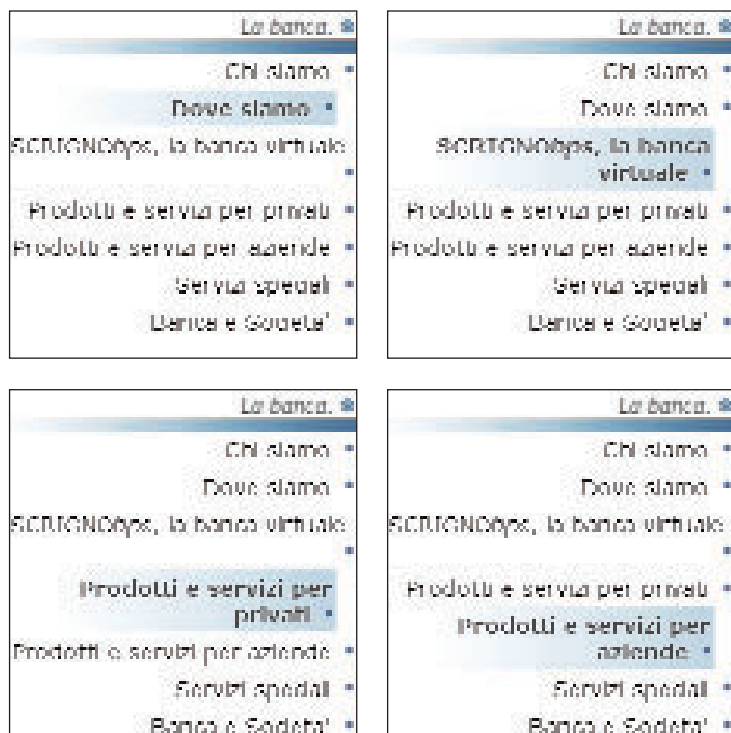 La banca.
Chi siamo
Dove siamo
SCRIGNObps, la banca virtuale
Prodotti e servizi per privati
Prodotti e servizi per aziende
Servizi speciali
Banca e Societa'
La banca.
Chi siamo
Dove siamo
SCRIGNObps, la banca
virtuale
Prodotti e servizi per privati
Prodotti e servizi per aziende
Servizi speciali
Banca e Societa'
La banca.
Chi siamo
Dove siamo
SCRIGNObps, la banca virtuale
Prodotti e servizi per
privati
Prodotti e servizi per aziende
Servizi speciali
Banca e Societa'
La banca.
Chi siamo
Dove siamo
SCRIGNObps, la banca virtuale
Prodotti e servizi per privati
Prodotti e servizi per
aziende
Servizi speciali
Banca e Societa'